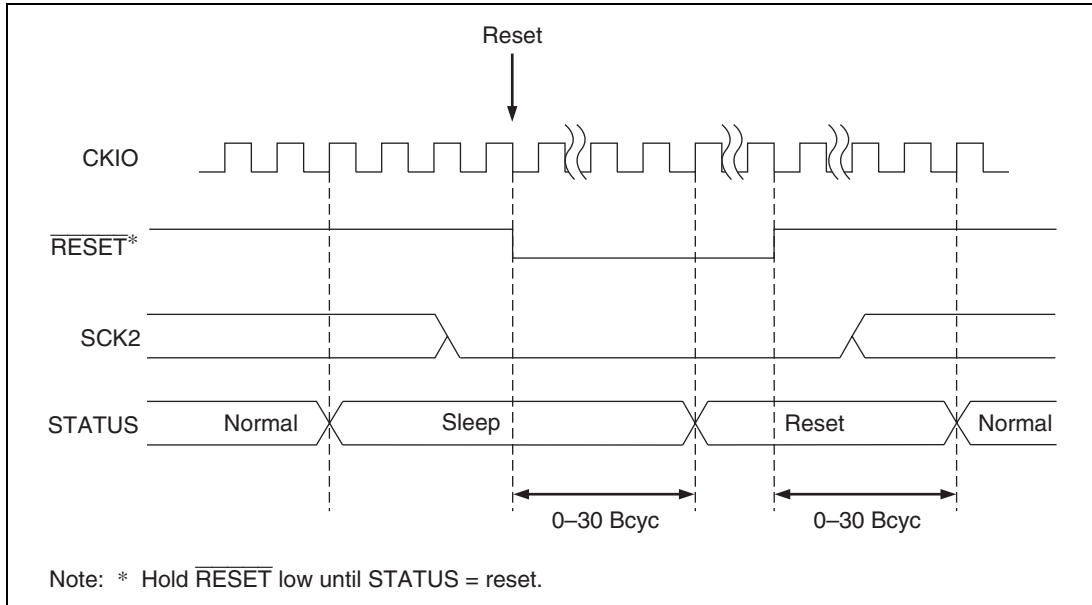 Reset
CKIO
RESET*
SCK2
STATUS Normal Sleep Reset Normal
0–30 Bcyc 0–30 Bcyc
Note: * Hold RESET low until STATUS = reset.